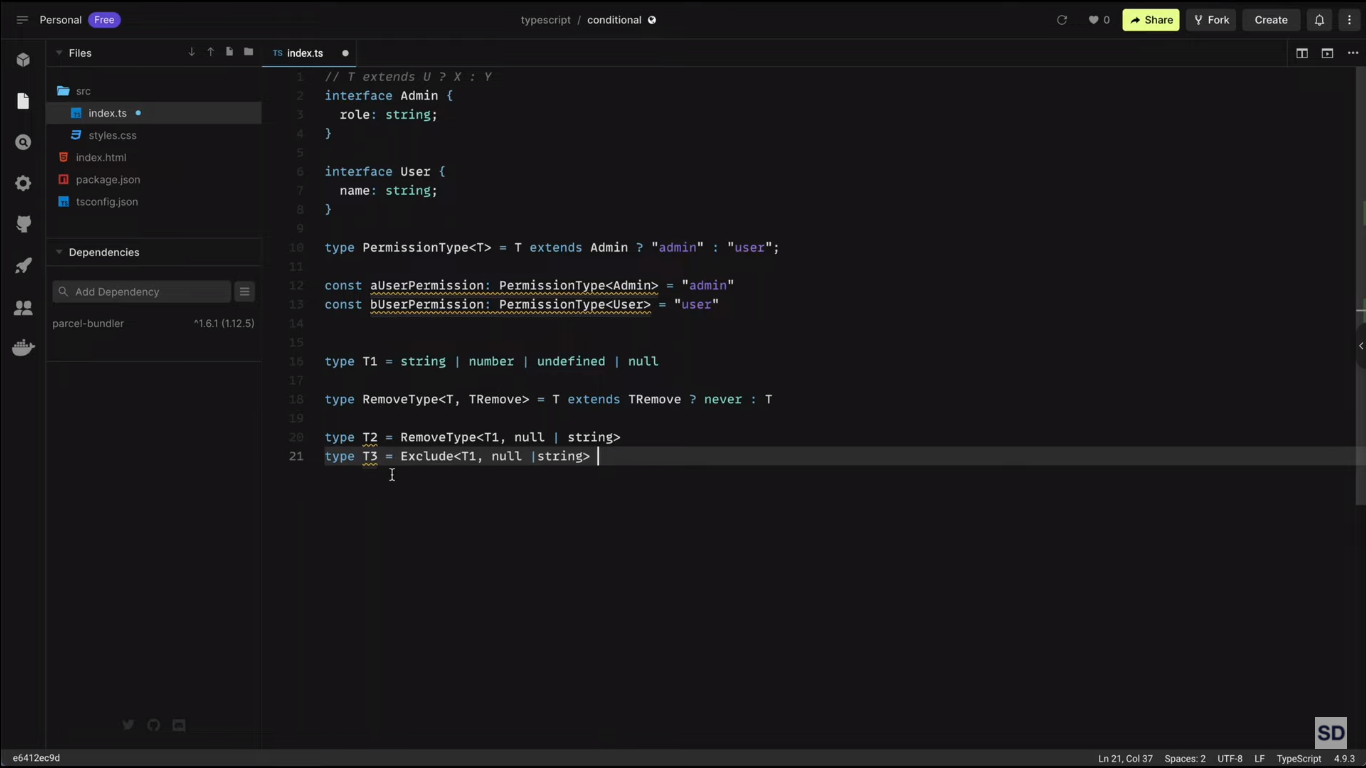 Personal Free
typescript / conditional
0
Share
Fork
Create
Files
TS index.ts
src
index.ts
styles.css
index.html
package.json
tsconfig.json
Dependencies
Add Dependency
parcel-bundler ^1.6.1 (1.12.5)
1 // T extends U ? X : Y
2 interface Admin {
3 role: string;
4 }
5
6 interface User {
7 name: string;
8 }
9
10 type PermissionType<T> = T extends Admin ? "admin" : "user";
11
12 const aUserPermission: PermissionType<Admin> = "admin"
13 const bUserPermission: PermissionType<User> = "user"
14
15
16 type T1 = string | number | undefined | null
17
18 type RemoveType<T, TRemove> = T extends TRemove ? never : T
19
20 type T2 = RemoveType<T1, null | string>
21 type T3 = Exclude<T1, null |string>
SD
e6412ec9d
Ln 21, Col 37 Spaces: 2 UTF-8 LF TypeScript 4.9.3